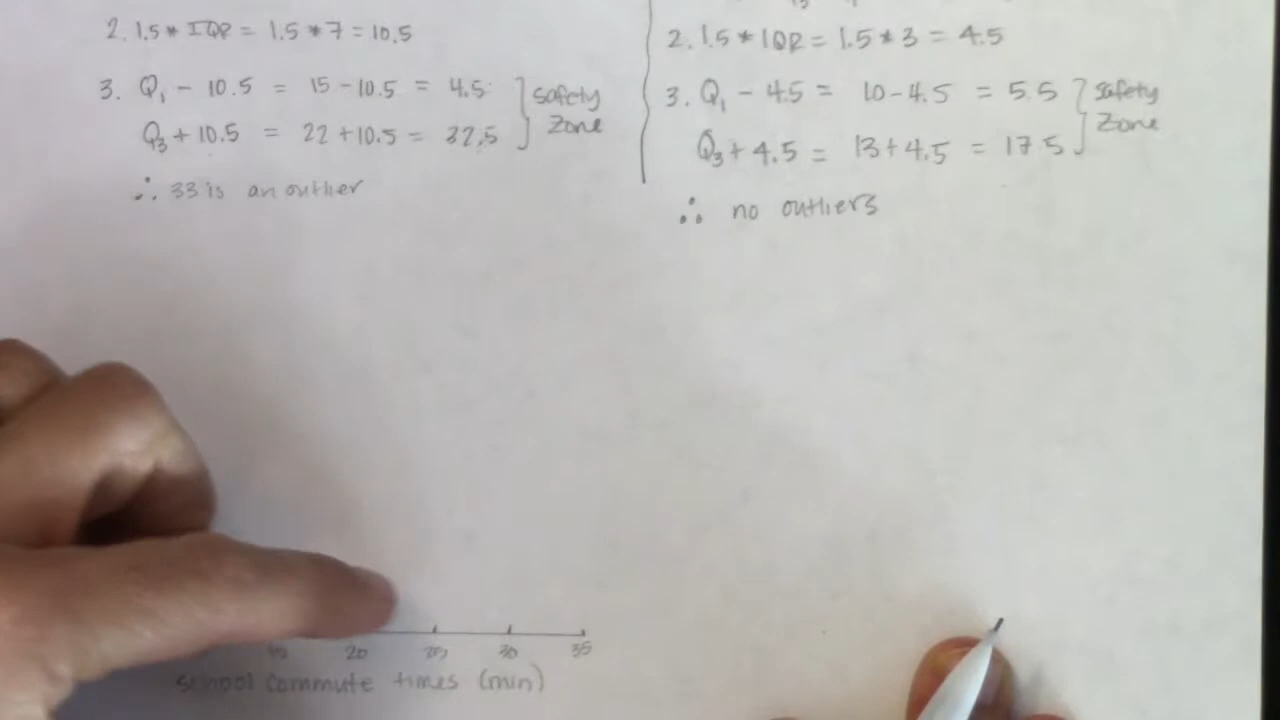 2. 1.5 * IQR = 1.5 * 7 = 10.5
3. Q₁ - 10.5 = 15 - 10.5 = 4.5
Q₃ + 10.5 = 22 + 10.5 = 32.5
Safety
Zone
∴ 33 is an outlier
2. 1.5 * IQR = 1.5 * 3 = 4.5
3. Q₁ - 4.5 = 10 - 4.5 = 5.5
Q₃ + 4.5 = 13 + 4.5 = 17.5
Safety
Zone
∴ no outliers
20 25 30 35
school commute times (min)